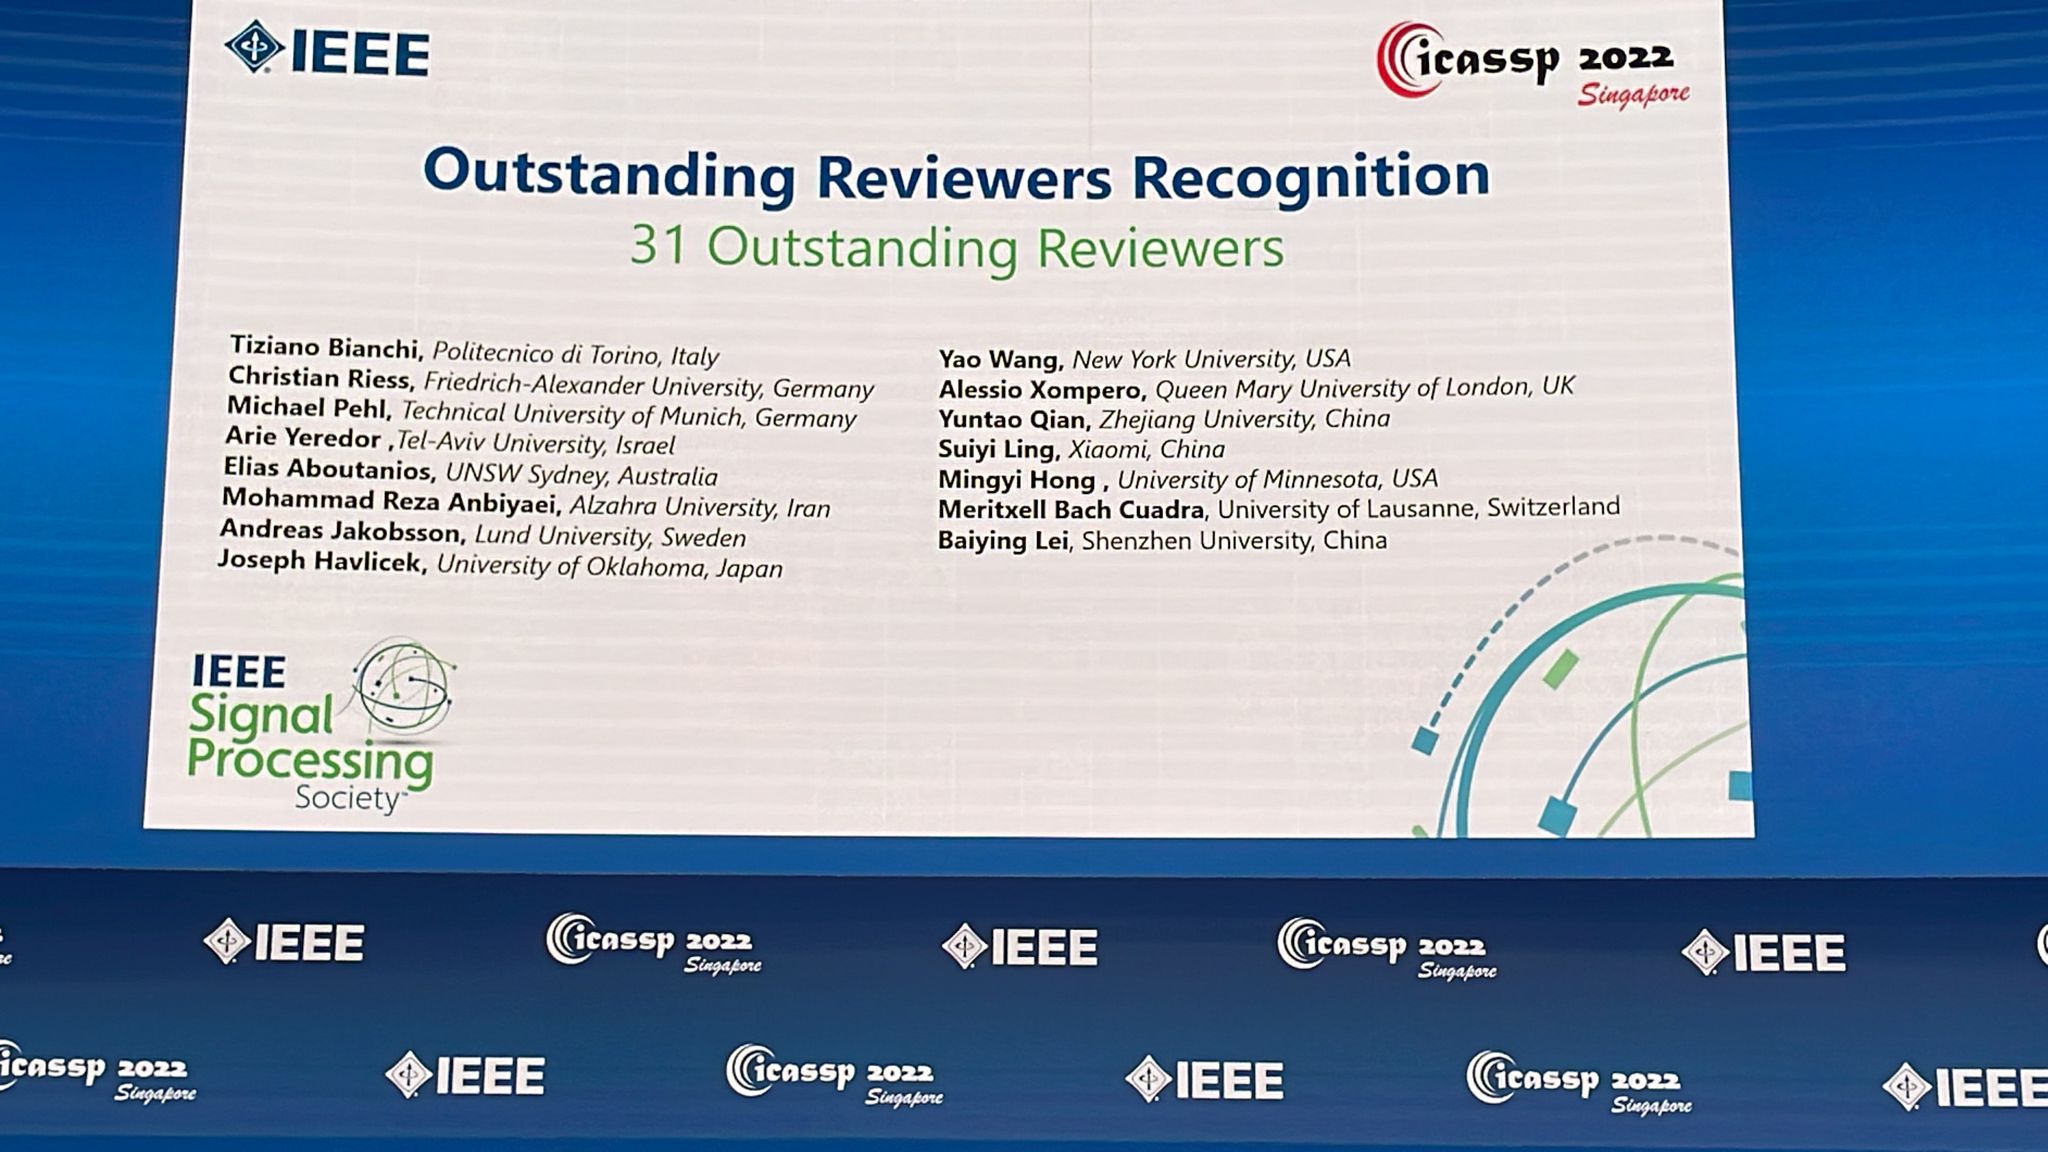 IEEE
icassp 2022
Singapore
Outstanding Reviewers Recognition
31 Outstanding Reviewers
Tiziano Bianchi, Politecnico di Torino, Italy
Christian Riess, Friedrich-Alexander University, Germany
Michael Pehl, Technical University of Munich, Germany
Arie Yeredor ,Tel-Aviv University, Israel
Elias Aboutanios, UNSW Sydney, Australia
Mohammad Reza Anbiyaei, Alzahra University, Iran
Andreas Jakobsson, Lund University, Sweden
Joseph Havlicek, University of Oklahoma, Japan
Yao Wang, New York University, USA
Alessio Xompero, Queen Mary University of London, UK
Yuntao Qian, Zhejiang University, China
Suiyi Ling, Xiaomi, China
Mingyi Hong , University of Minnesota, USA
Meritxell Bach Cuadra, University of Lausanne, Switzerland
Baiying Lei, Shenzhen University, China
IEEE
Signal
Processing
Society™
IEEE
icassp 2022
Singapore
IEEE
icassp 2022
Singapore
IEEE
icassp 2022
Singapore
IEEE
icassp 2022
Singapore
IEEE
icassp 2022
Singapore
IEEE